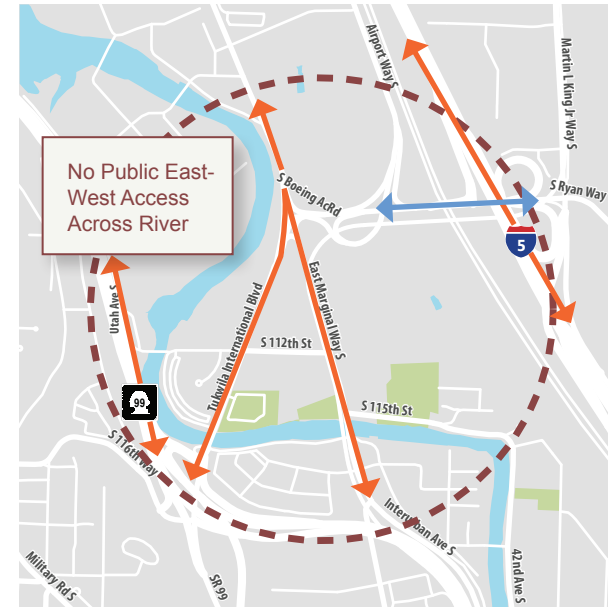 Airport Way S
Martin L King Jr Way S
No Public East-
West Access
Across River
S Boeing AcRd
S Ryan Way
5
Utah Ave S
Tukwila International Blvd
East Marginal Way S
S 112th St
99
S 115th St
S 116th Way
Interurban Ave S
Military Rd S
SR 99
42nd Ave S